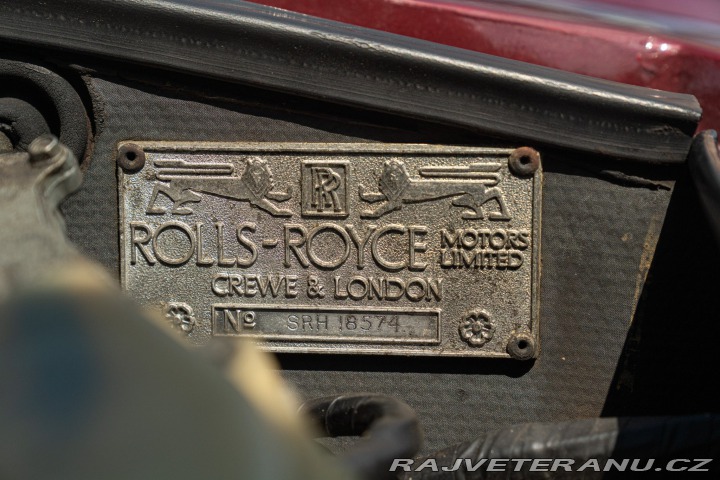 RR
ROLLS-ROYCE MOTORS LIMITED
CREWE & LONDON
Nº SRH 18574
RAJVETERANU.CZ